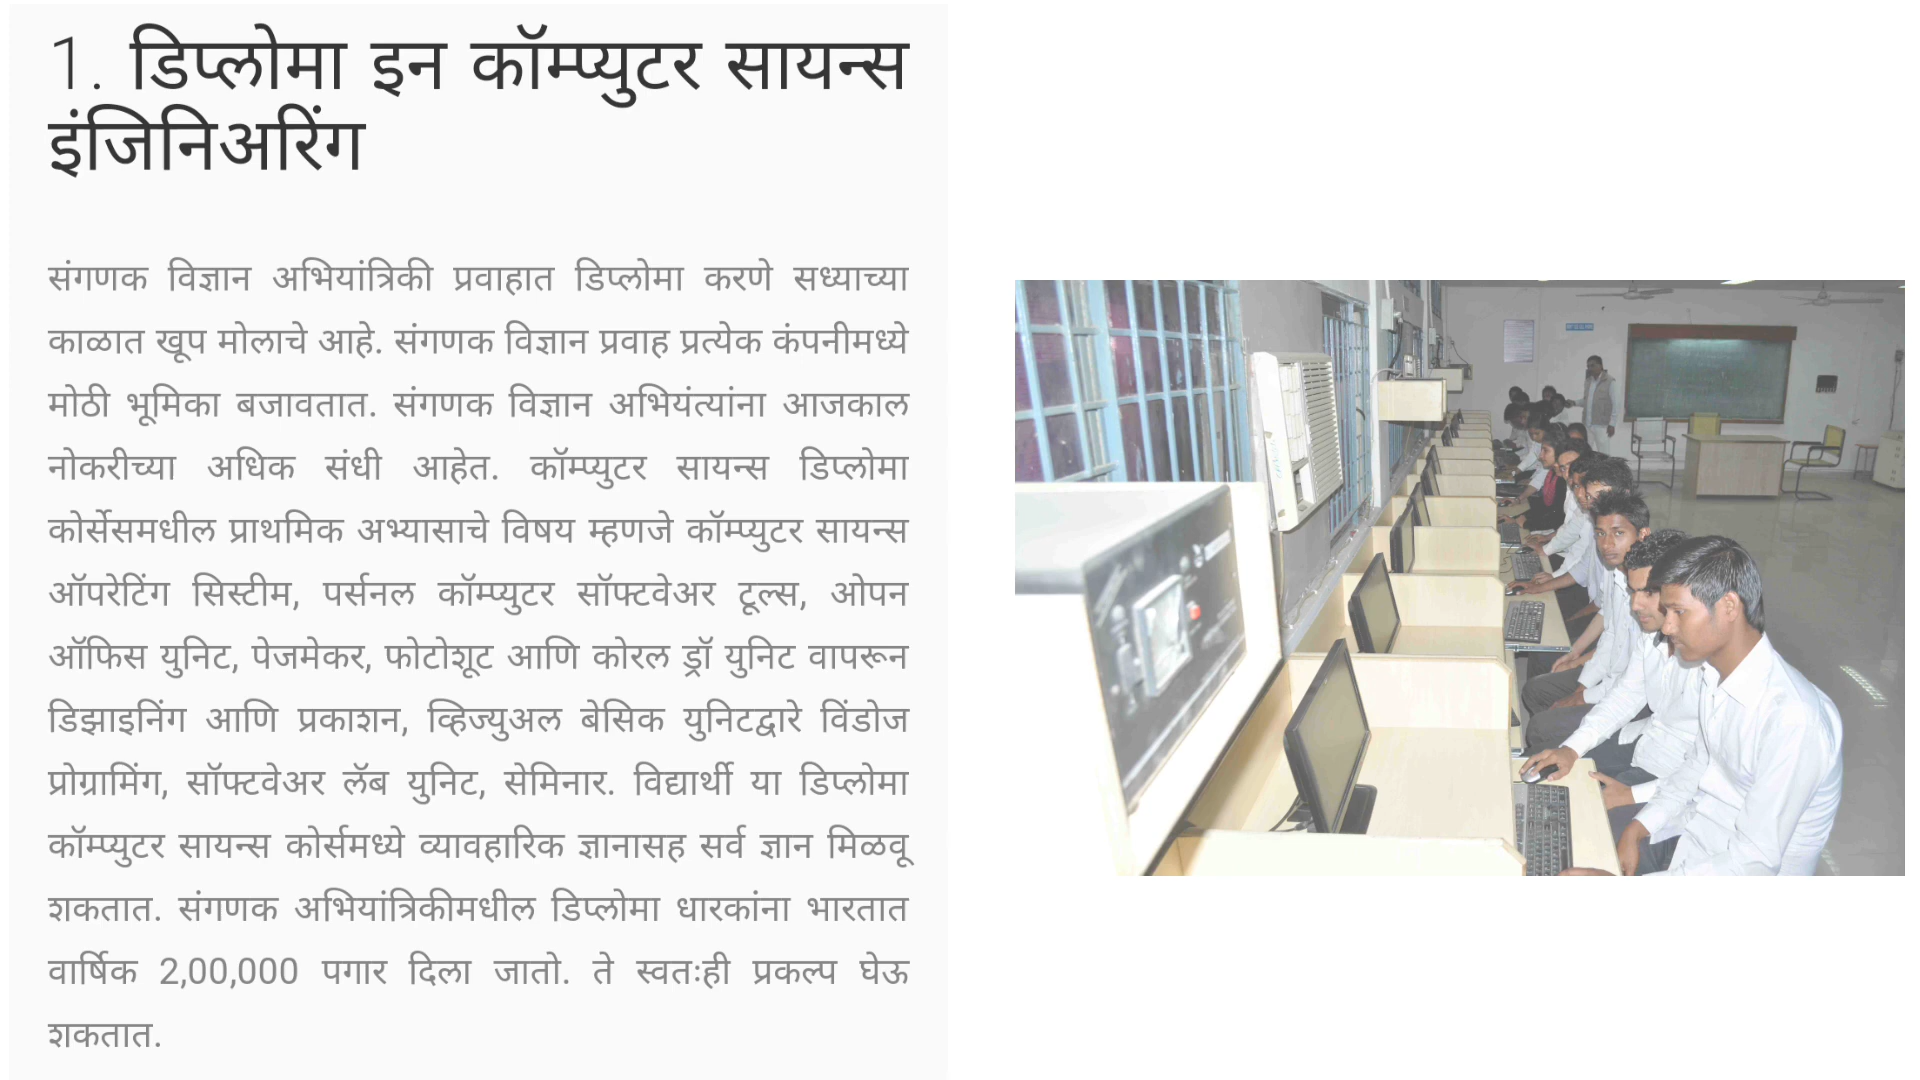 1. डिप्लोमा इन कॉम्प्युटर सायन्स
इंजिनिअरिंग
संगणक विज्ञान अभियांत्रिकी प्रवाहात डिप्लोमा करणे सध्याच्या
काळात खूप मोलाचे आहे. संगणक विज्ञान प्रवाह प्रत्येक कंपनीमध्ये
मोठी भूमिका बजावतात. संगणक विज्ञान अभियंत्यांना आजकाल
नोकरीच्या अधिक संधी आहेत. कॉम्प्युटर सायन्स डिप्लोमा
कोर्सेसमधील प्राथमिक अभ्यासाचे विषय म्हणजे कॉम्प्युटर सायन्स
ऑपरेटिंग सिस्टीम, पर्सनल कॉम्प्युटर सॉफ्टवेअर टूल्स, ओपन
ऑफिस युनिट, पेजमेकर, फोटोशूट आणि कोरल ड्रॉ युनिट वापरून
डिझाइनिंग आणि प्रकाशन, व्हिज्युअल बेसिक युनिटद्वारे विंडोज
प्रोग्रामिंग, सॉफ्टवेअर लॅब युनिट, सेमिनार. विद्यार्थी या डिप्लोमा
कॉम्प्युटर सायन्स कोर्समध्ये व्यावहारिक ज्ञानासह सर्व ज्ञान मिळवू
शकतात. संगणक अभियांत्रिकीमधील डिप्लोमा धारकांना भारतात
वार्षिक 2,00,000 पगार दिला जातो. ते स्वतःही प्रकल्प घेऊ
शकतात.